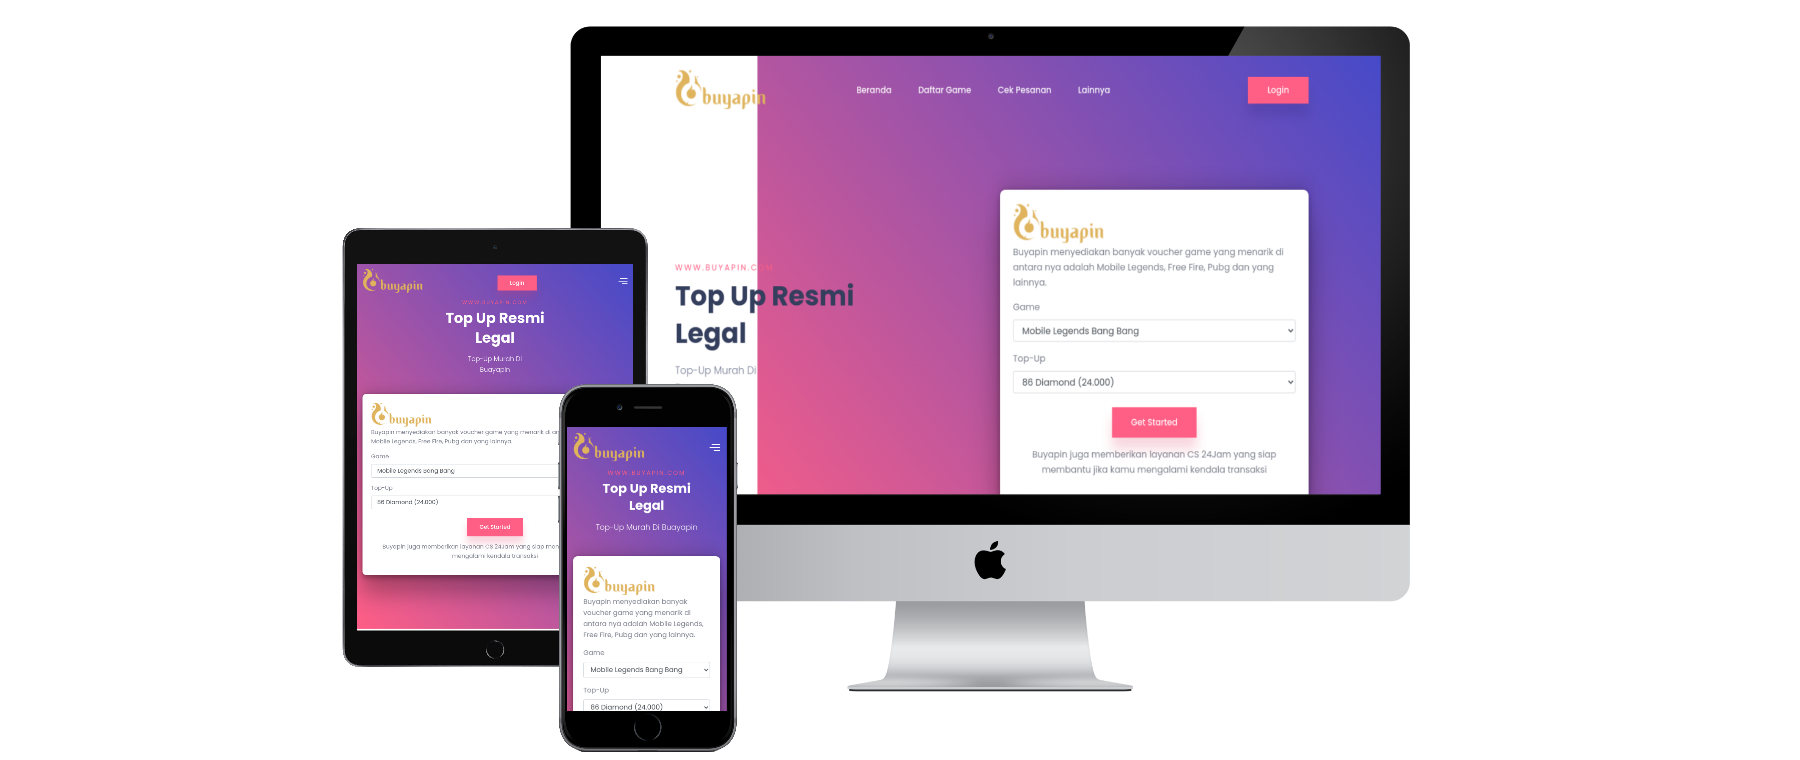 buyapin
Beranda Daftar Game Cek Pesanan Lainnya
Login
WWW.BUYAPIN.COM
Top Up Resmi
Legal
Top-Up Murah Di
buyapin
Buyapin menyediakan banyak voucher game yang menarik di
antara nya adalah Mobile Legends, Free Fire, Pubg dan yang
lainnya.
Game
Mobile Legends Bang Bang
Top-Up
86 Diamond (24.000)
Get Started
Buyapin juga memberikan layanan CS 24Jam yang siap
membantu jika kamu mengalami kendala transaksi
buyapin
Login
WWW.BUYAPIN.COM
Top Up Resmi
Legal
Top-Up Murah Di
Buayapin
buyapin
Buyapin menyediakan banyak voucher game yang menarik di
Mobile Legends, Free Fire, Pubg dan yang lainnya.
Game
Mobile Legends Bang Bang
Top-Up
86 Diamond (24.000)
Get Started
Buyapin juga memberikan layanan CS 24Jam yang siap
mengalami kendala transaksi
buyapin
WWW.BUYAPIN.COM
Top Up Resmi
Legal
Top-Up Murah Di Buayapin
buyapin
Buyapin menyediakan banyak
voucher game yang menarik di
antara nya adalah Mobile Legends,
Free Fire, Pubg dan yang lainnya.
Game
Mobile Legends Bang Bang
Top-Up
86 Diamond (24.000)